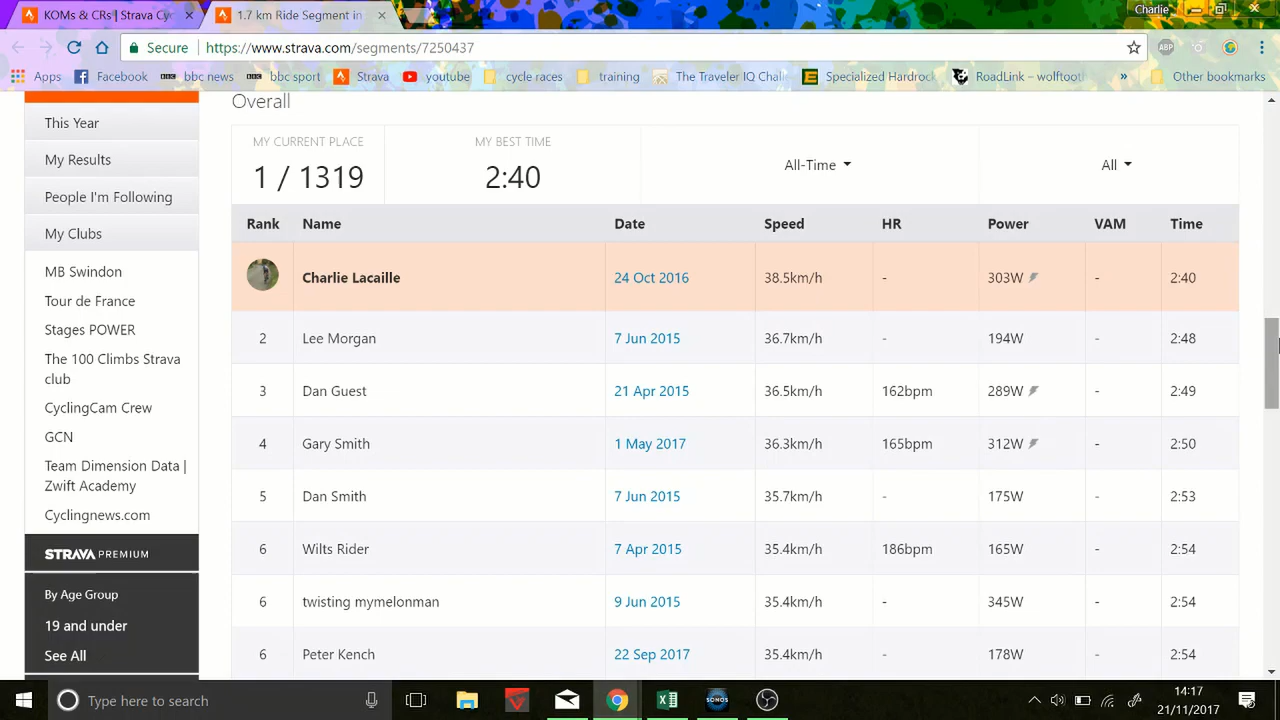 Charlie
KOMs & CRs | Strava Cy
1.7 km Ride Segment in
Secure https://www.strava.com/segments/7250437
ABP
Apps Facebook bbc news bbc sport Strava youtube cycle races training The Traveler IQ Chal Specialized Hardroc RoadLink – wolftoot » Other bookmarks
This Year
My Results
People I'm Following
My Clubs
MB Swindon
Tour de France
Stages POWER
The 100 Climbs Strava
club
CyclingCam Crew
GCN
Team Dimension Data |
Zwift Academy
Cyclingnews.com
STRAVA PREMIUM
By Age Group
19 and under
See All
Overall
MY CURRENT PLACE MY BEST TIME
1 / 1319 2:40 All-Time All
Rank Name Date Speed HR Power VAM Time
Charlie Lacaille 24 Oct 2016 38.5km/h - 303W - 2:40
2 Lee Morgan 7 Jun 2015 36.7km/h - 194W - 2:48
3 Dan Guest 21 Apr 2015 36.5km/h 162bpm 289W - 2:49
4 Gary Smith 1 May 2017 36.3km/h 165bpm 312W - 2:50
5 Dan Smith 7 Jun 2015 35.7km/h - 175W - 2:53
6 Wilts Rider 7 Apr 2015 35.4km/h 186bpm 165W - 2:54
6 twisting mymelonman 9 Jun 2015 35.4km/h - 345W - 2:54
6 Peter Kench 22 Sep 2017 35.4km/h - 178W - 2:54
Type here to search
SONOS
14:17
21/11/2017